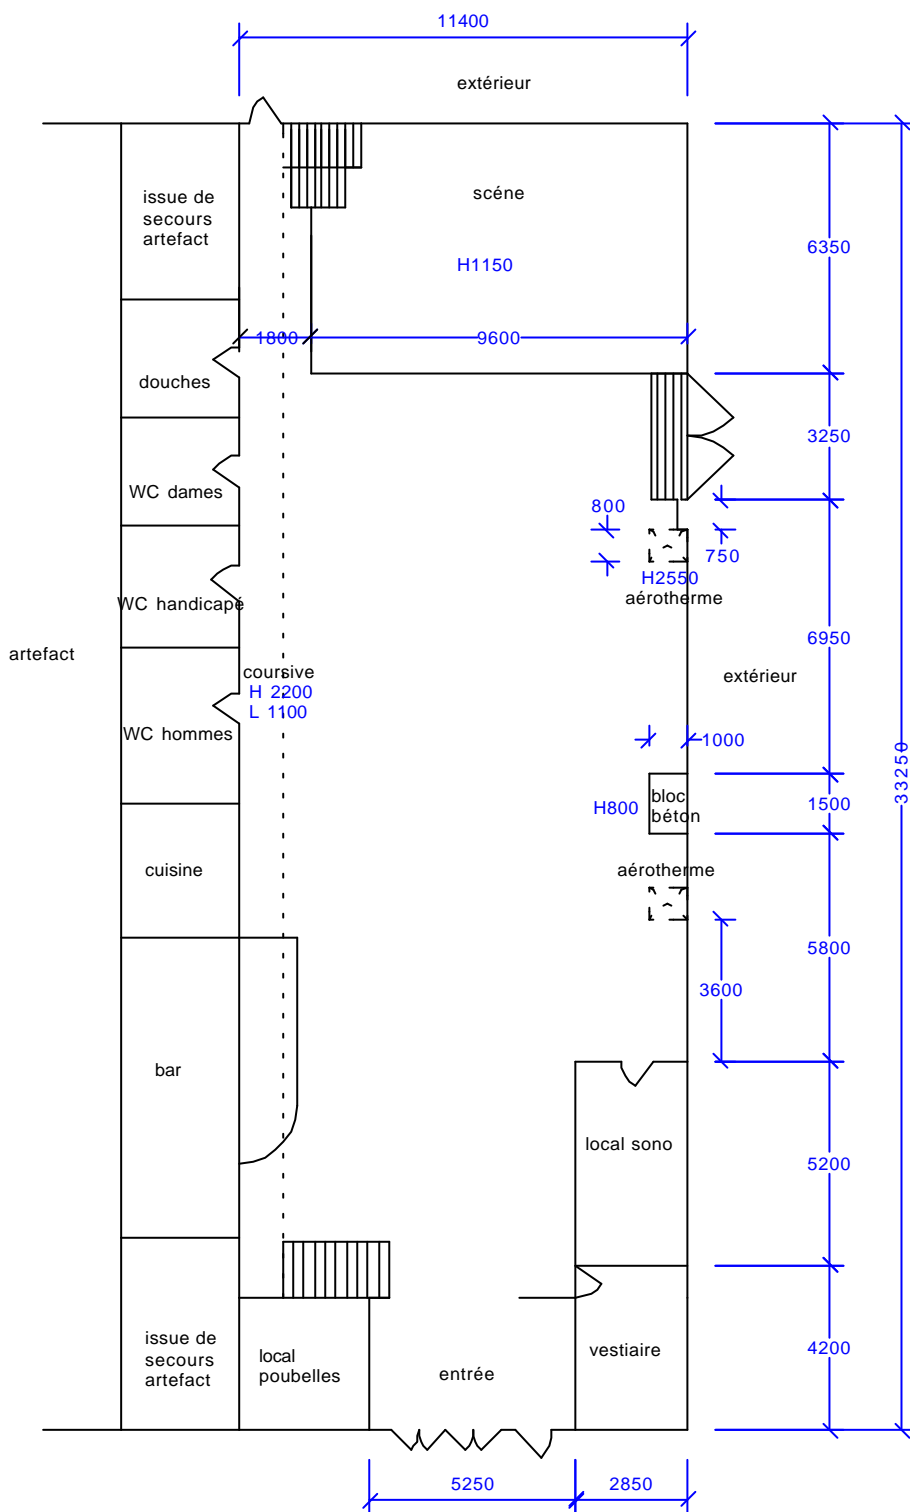 11400
extérieur
issue de
secours
artefact
scéne
H1150
6350
1800
9600
douches
3250
WC dames
800
750
H2550
aérotherme
WC handicapé
6950
artefact
coursive
H 2200
L 1100
extérieur
WC hommes
1000
33250
bloc
béton
H800
1500
cuisine
aérotherme
5800
3600
bar
local sono
5200
issue de
secours
artefact
local
poubelles
entrée
vestiaire
4200
5250
2850